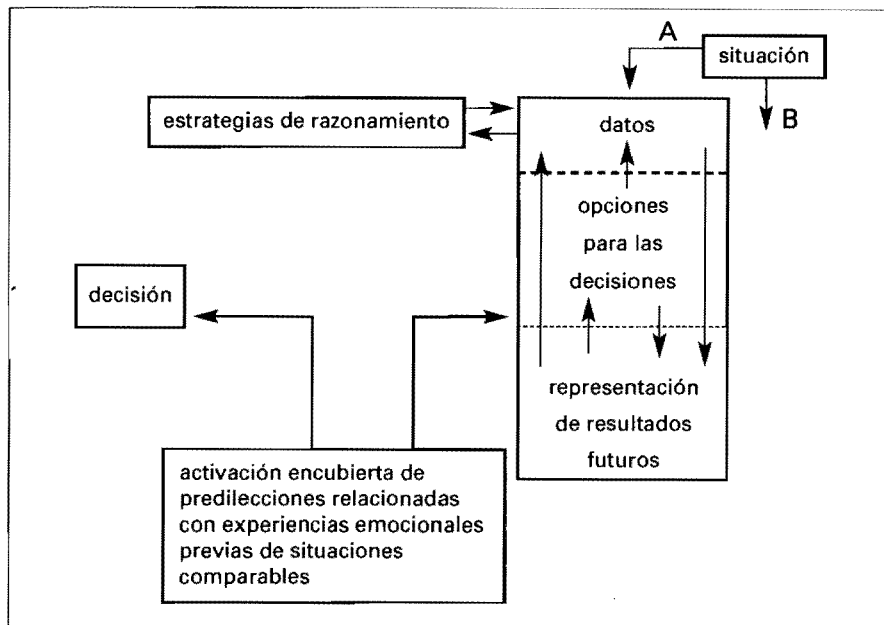 A
situación
B
estrategias de razonamiento
datos
opciones
para las
decisiones
decisión
representación
de resultados
futuros
activación encubierta de
predilecciones relacionadas
con experiencias emocionales
previas de situaciones
comparables